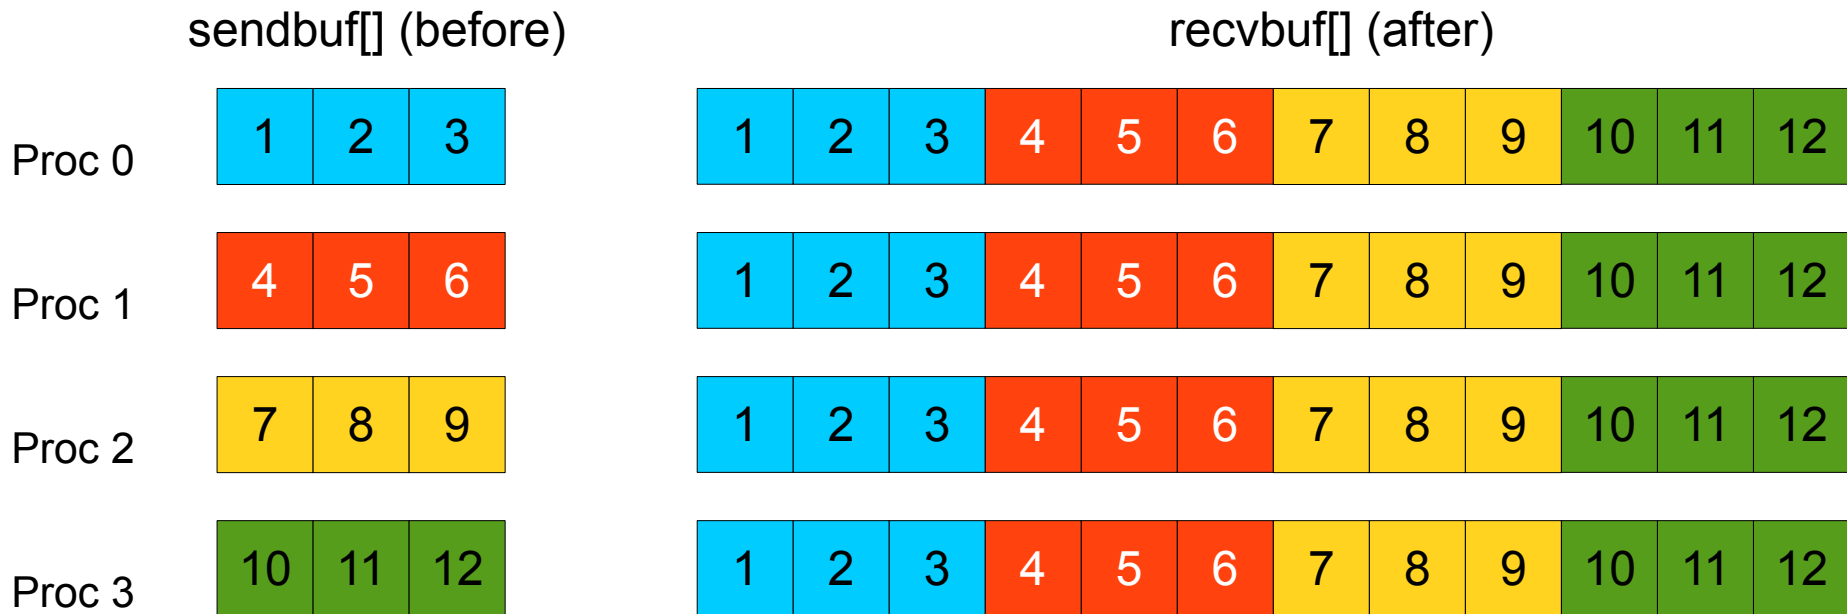 sendbuf[] (before) recvbuf[] (after)
Proc 0 1 2 3 1 2 3 4 5 6 7 8 9 10 11 12
Proc 1 4 5 6 1 2 3 4 5 6 7 8 9 10 11 12
Proc 2 7 8 9 1 2 3 4 5 6 7 8 9 10 11 12
Proc 3 10 11 12 1 2 3 4 5 6 7 8 9 10 11 12